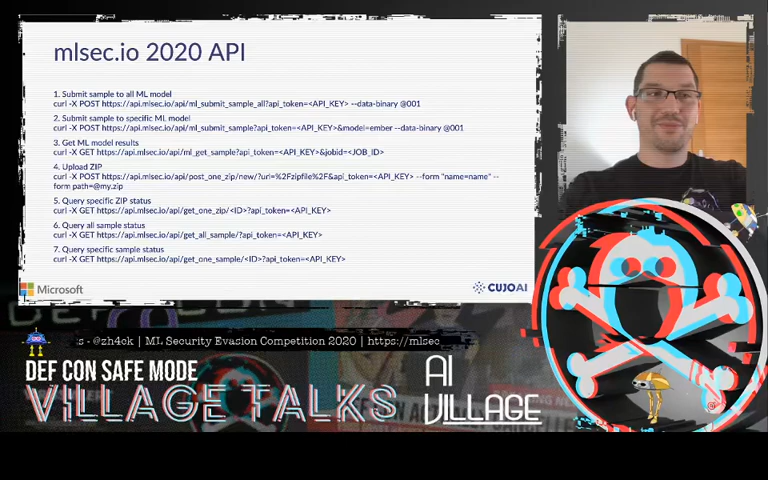 mlsec.io 2020 API
1. Submit sample to all ML model
curl -X POST https://api.mlsec.io/api/ml_submit_sample_all?api_token=<API_KEY> --data-binary @001
2. Submit sample to specific ML model
curl -X POST https://api.mlsec.io/api/ml_submit_sample?api_token=<API_KEY>&model=ember --data-binary @001
3. Get ML model results
curl -X GET https://api.mlsec.io/api/ml_get_sample?api_token=<API_KEY>&jobid=<JOB_ID>
4. Upload ZIP
curl -X POST https://api.mlsec.io/api/post_one_zip/new/?url=%2Fzipfile%2F&api_token=<API_KEY> --form "name=name" --
form path=@my.zip
5. Query specific ZIP status
curl -X GET https://api.mlsec.io/api/get_one_zip/<ID>?api_token=<API_KEY>
6. Query all sample status
curl -X GET https://api.mlsec.io/api/get_all_sample/?api_token=<API_KEY>
7. Query specific sample status
curl -X GET https://api.mlsec.io/api/get_one_sample/<ID>?api_token=<API_KEY>
Microsoft
CUJOAI
s - @zh4ck | ML Security Evasion Competition 2020 | https://mlsec
DEF CON SAFE MODE
VILLAGE TALKS
AI
VILLAGE